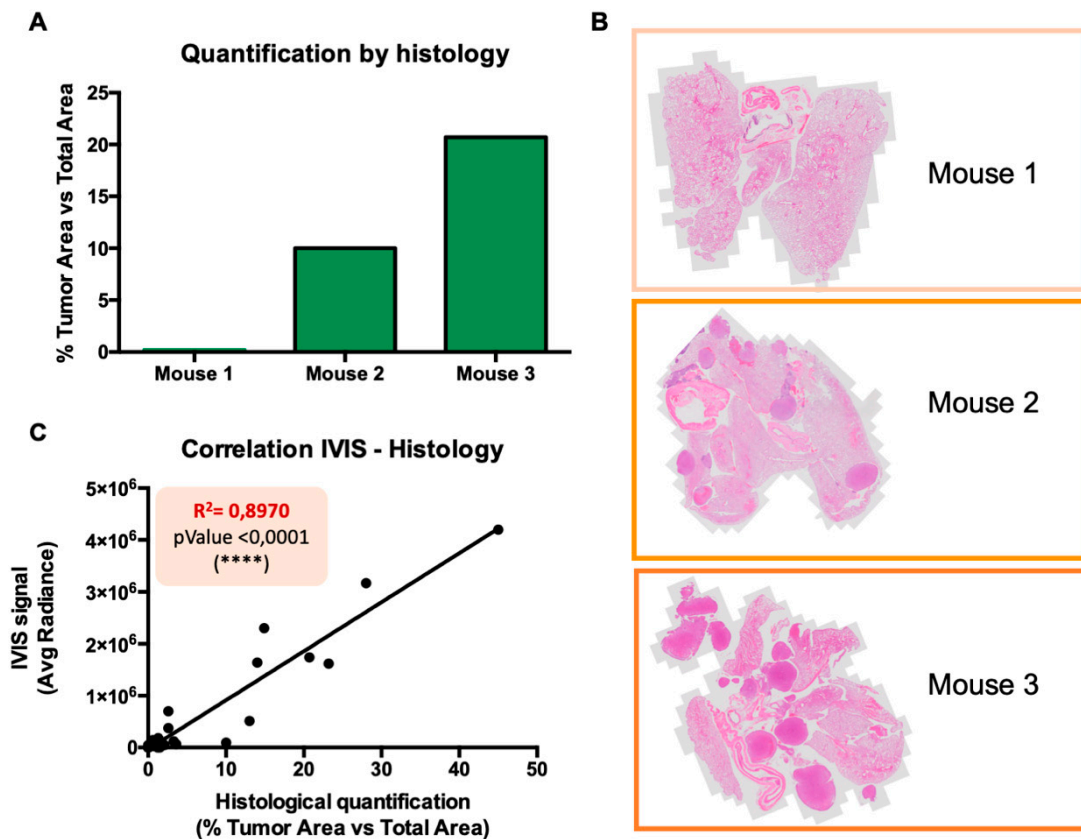 A
Quantification by histology
% Tumor Area vs Total Area
25
20
15
10
5
0
Mouse 1
Mouse 2
Mouse 3
B
Mouse 1
Mouse 2
Mouse 3
C
Correlation IVIS - Histology
R²= 0,8970
pValue <0,0001
(****)
IVIS signal
(Avg Radiance)
5×10⁶
4×10⁶
3×10⁶
2×10⁶
1×10⁶
0
0
10
20
30
40
50
Histological quantification
(% Tumor Area vs Total Area)